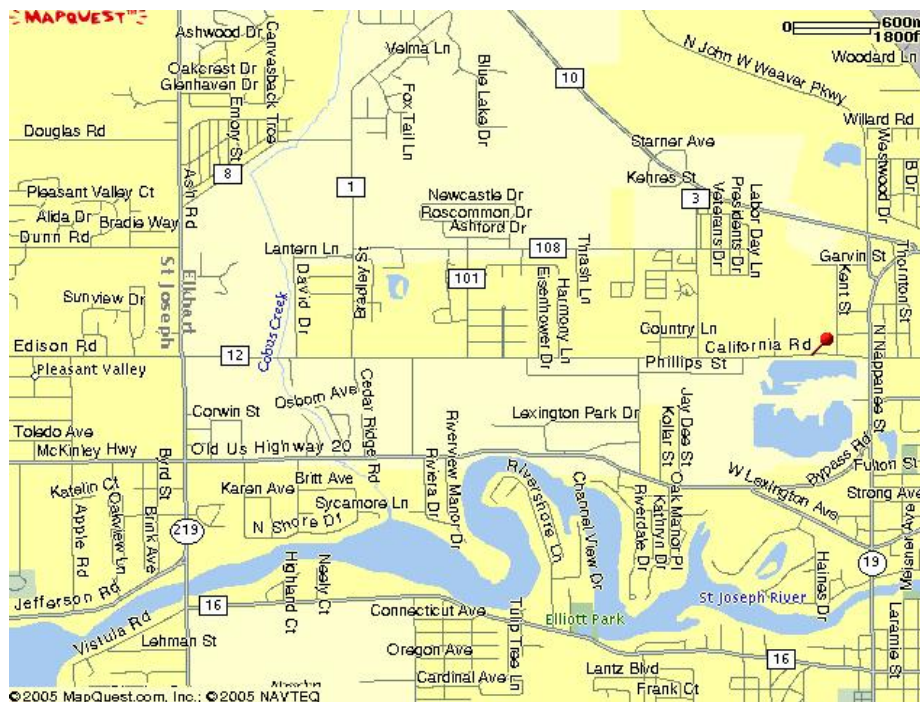 MAPQUEST
Ashwood Dr
Canvasback Trce
Velma Ln
Blue Lake Dr
0 600m
1800ft
Woodard Ln
N John W Weaver Pkwy
Oakcrest Dr
Glenhaven Dr
Emory St
Fox Tail Ln
10
Willard Rd
Douglas Rd
Starner Ave
Westwood Dr
B Dr
8
Kehres St
Pleasant Valley Ct
Ash Rd
1
Newcastle Dr
3
Alida Dr
Roscommon Dr
Veterans Dr
Presidents Dr
Labor Day Ln
Bradie Way
Ashford Dr
Dunn Rd
Lantern Ln
108
Thrash Ln
Garvin St
Thornton St
St Joseph
Elkhart
David Dr
Bradley St
101
Eisenhower Dr
Harmony Ln
Kent St
Sunview Dr
Cobus Creek
Country Ln
N Nappanee St
Edison Rd
California Rd
12
Phillips St
Pleasant Valley
Osborn Ave
Cedar Ridge Rd
Jay Dee St
Kollar St
Corwin St
Lexington Park Dr
Toledo Ave
Old Us Highway 20
McKinley Hwy
Byrd St
Riviera Dr
Riverview Manor Dr
Bypass Rd
Fulton St
Britt Ave
Rivershore Ln
Channel View Dr
W Lexington Ave
Katelin Ct
Karen Ave
Strong Ave
Apple Rd
Oakview Ln
Brink Ave
Sycamore Ln
Riverdale Dr
Kathryn Dr
Oak Manor Pl
N Shore Dr
219
Highland Ct
Neely Ct
Haines Dr
19
Jefferson Rd
16
St Joseph River
Vistula Rd
Connecticut Ave
Tulip Tree Ln
Elliott Park
Laramie St
Lehman St
Oregon Ave
16
Lantz Blvd
Cardinal Ave
Frank Ct
©2005 MapQuest.com, Inc.; ©2005 NAVTEQ